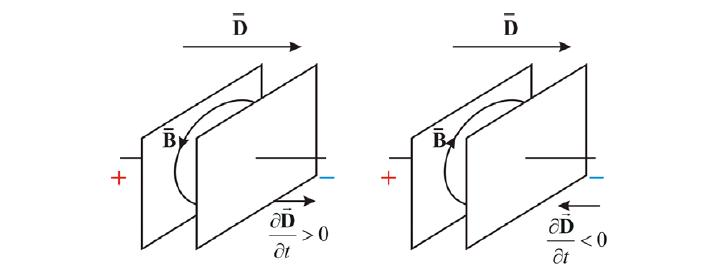 D̅ D̅
B̅ B̅
+ − + −
∂D⃗/∂t > 0 ∂D⃗/∂t < 0